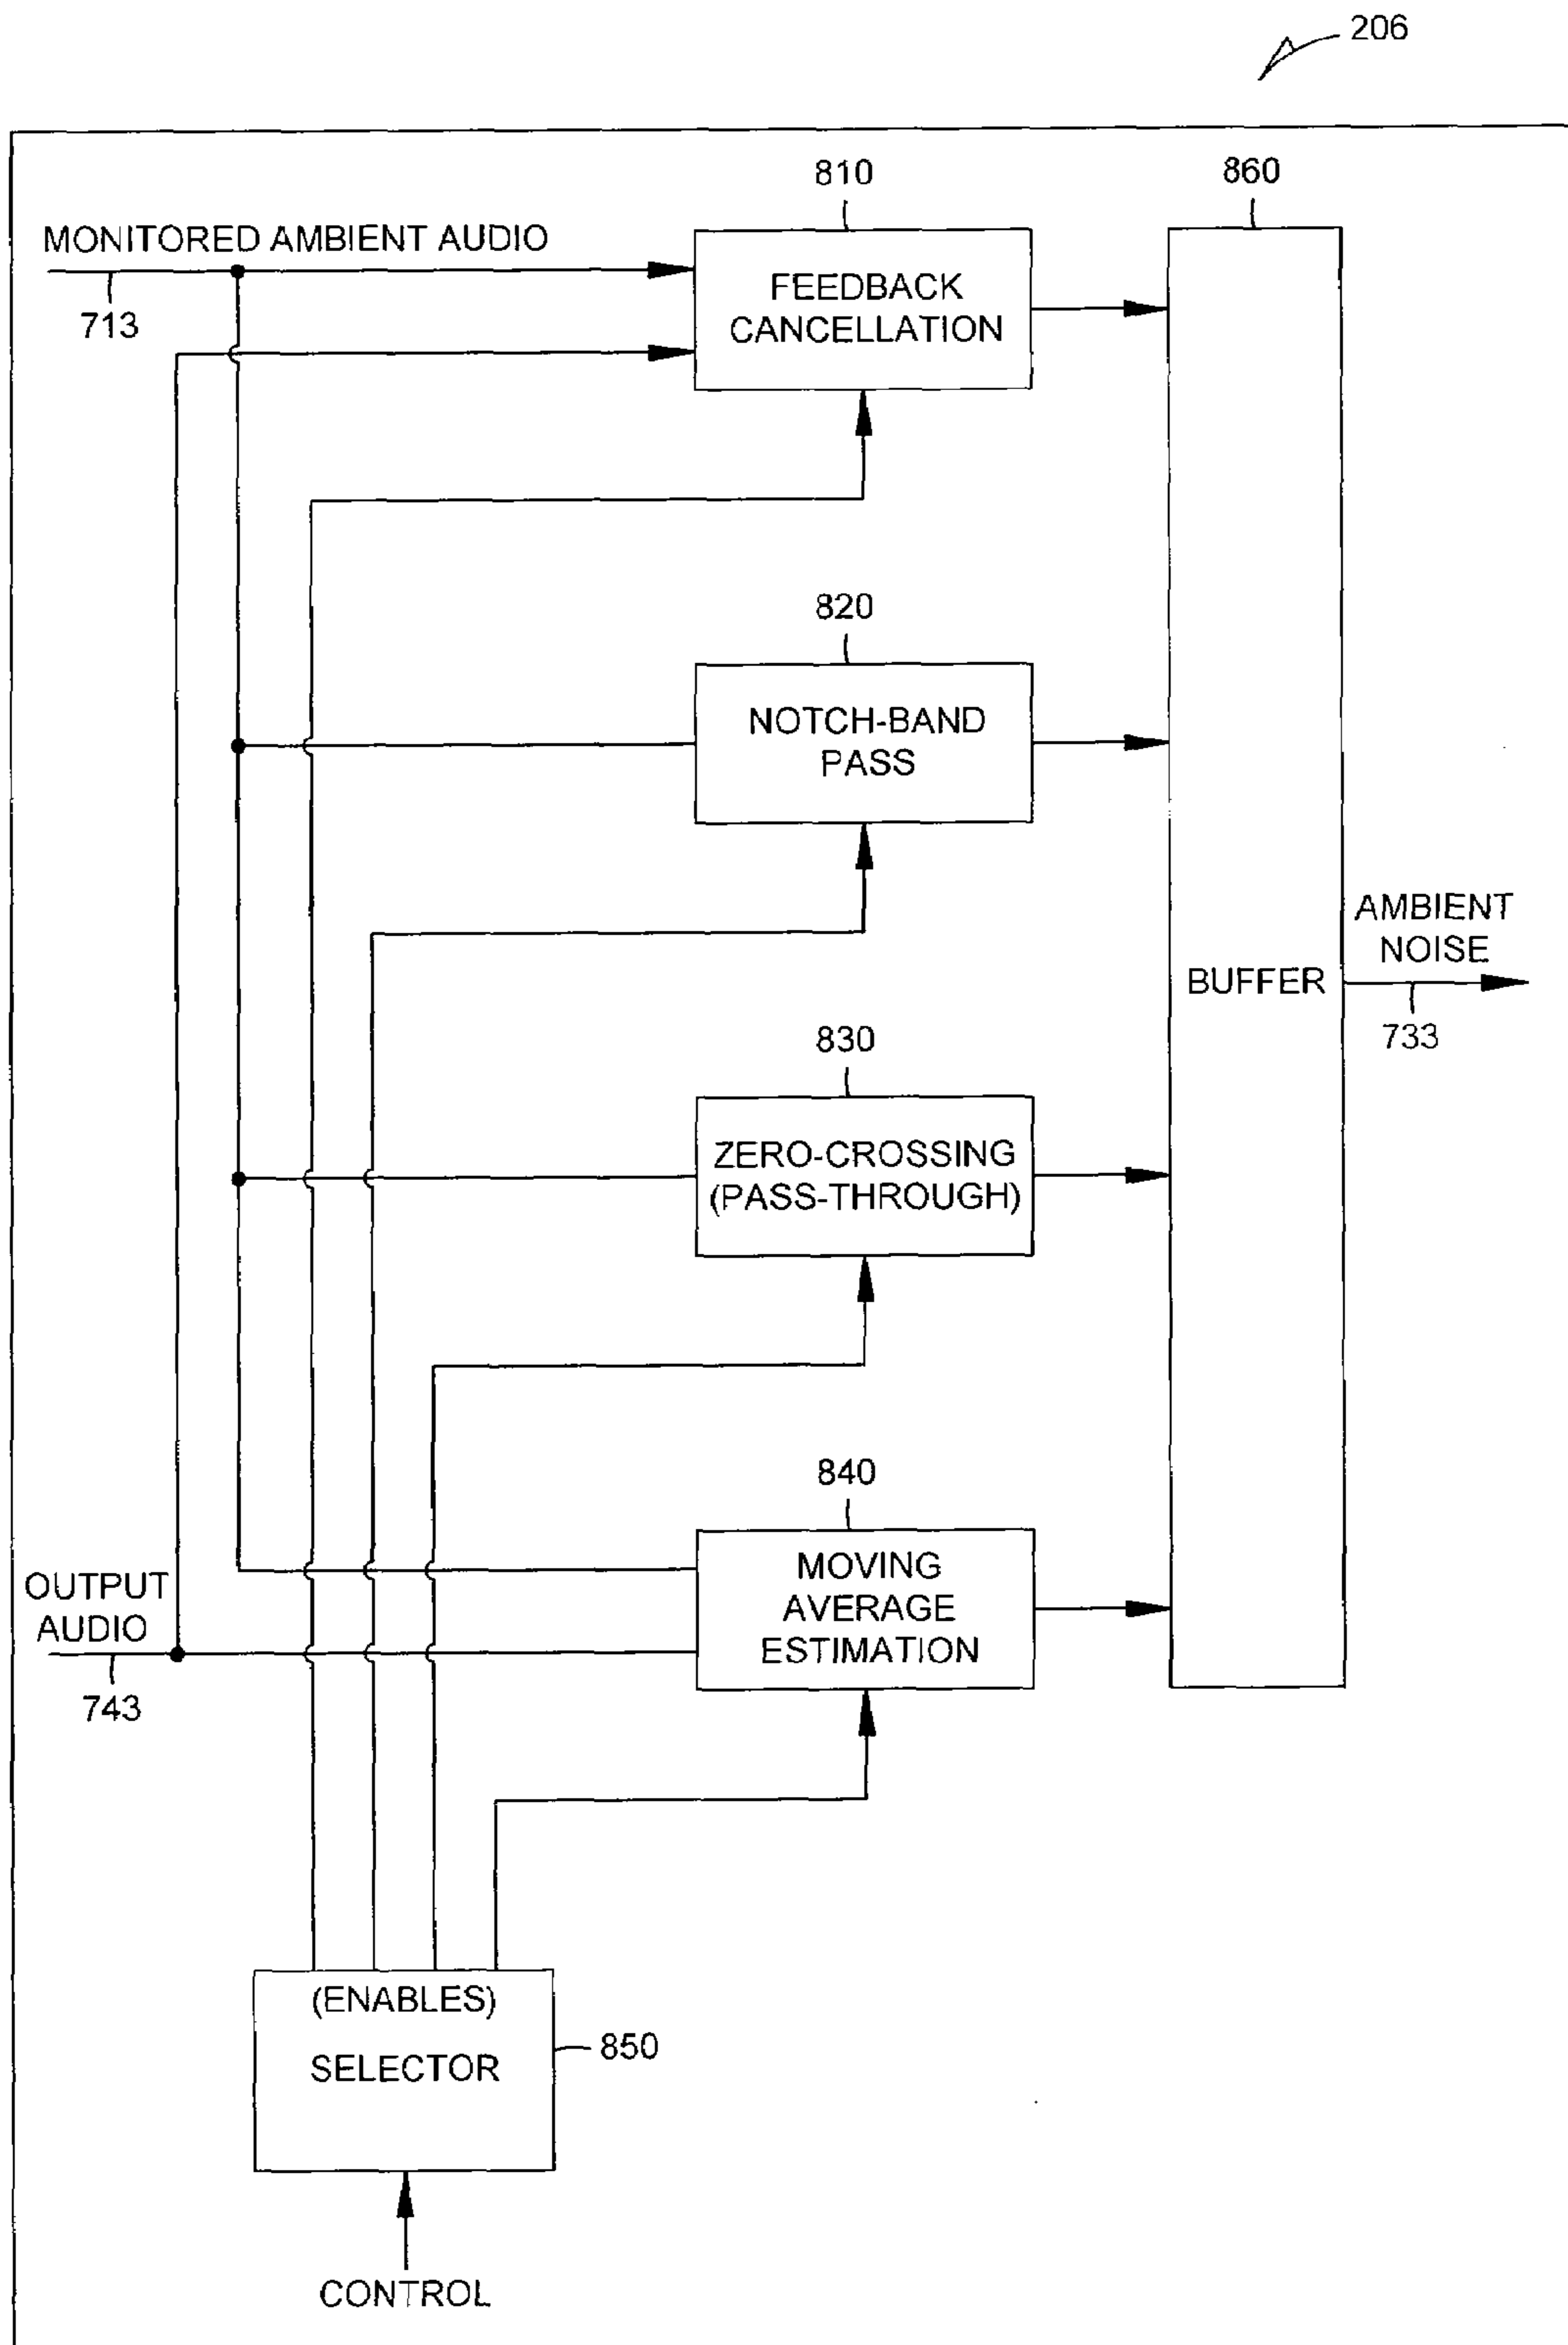 206
810
860
MONITORED AMBIENT AUDIO
713
FEEDBACK
CANCELLATION
820
NOTCH-BAND
PASS
AMBIENT
NOISE
BUFFER
733
830
ZERO-CROSSING
(PASS-THROUGH)
840
MOVING
AVERAGE
ESTIMATION
OUTPUT
AUDIO
743
(ENABLES)
SELECTOR
850
CONTROL